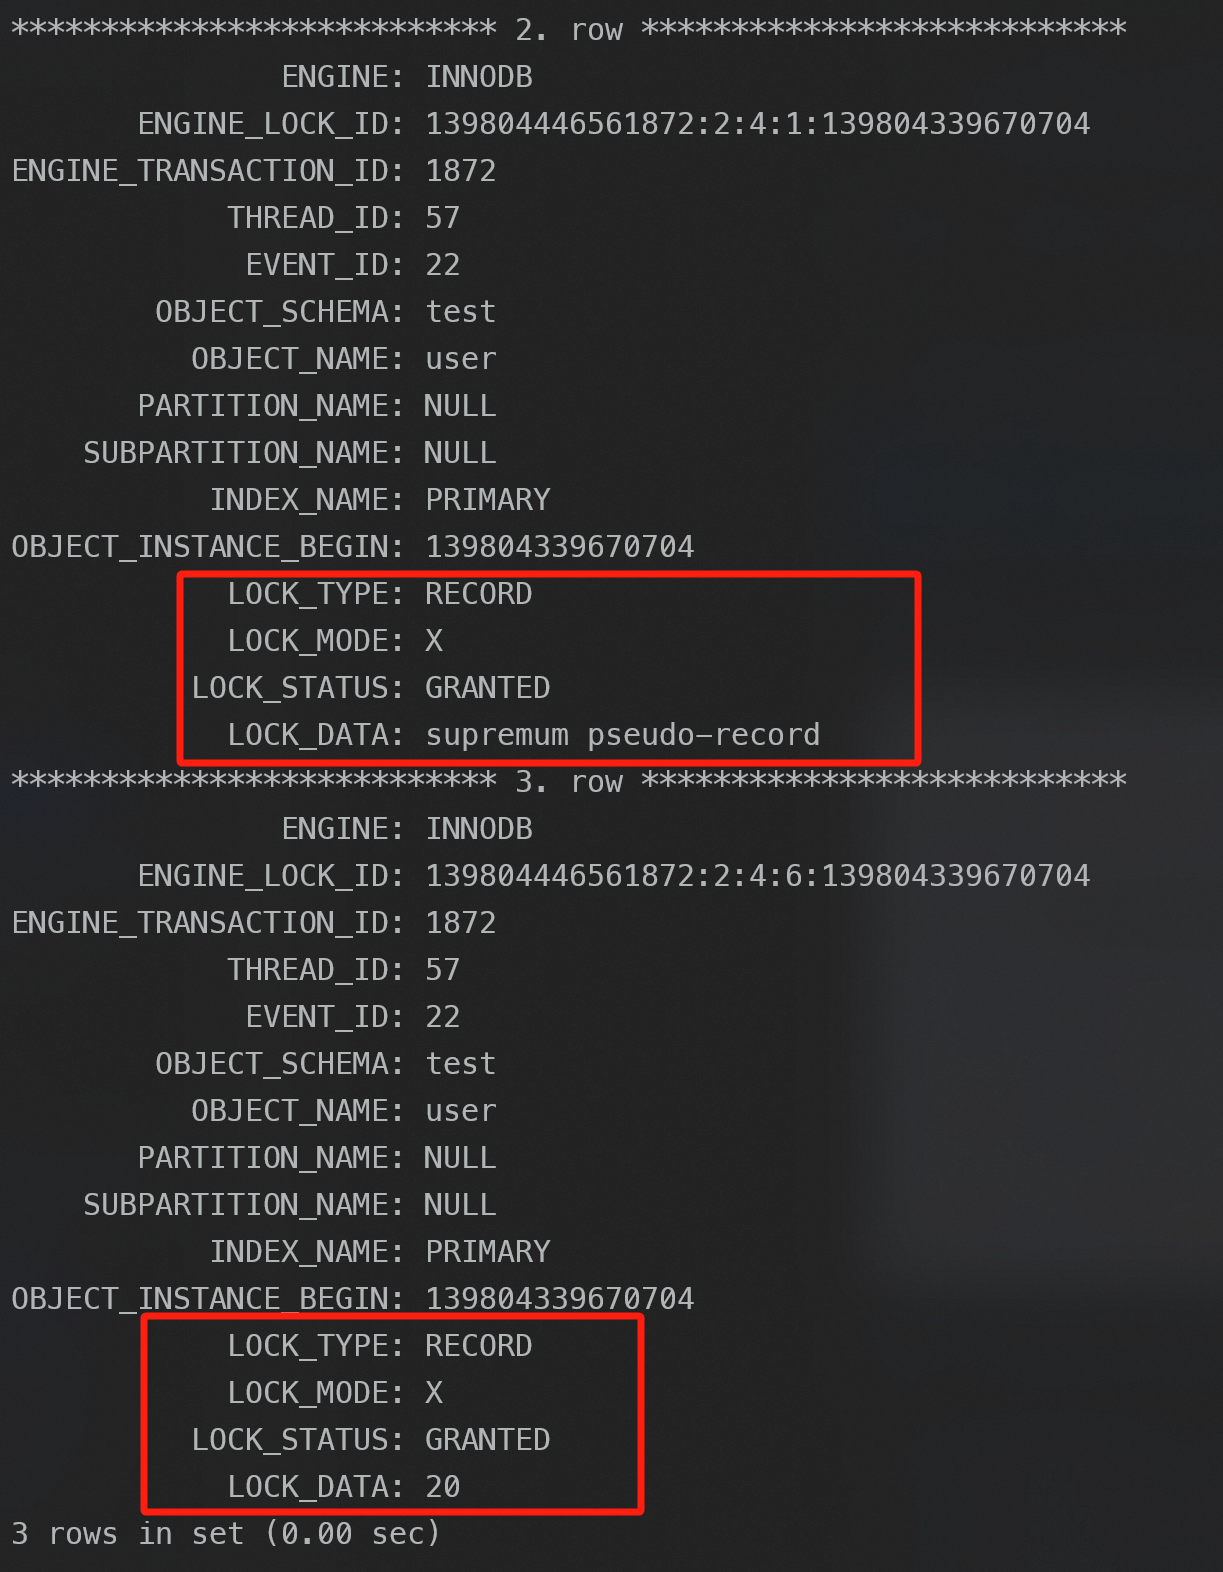 *************************** 2. row ***************************
ENGINE: INNODB
ENGINE_LOCK_ID: 139804446561872:2:4:1:139804339670704
ENGINE_TRANSACTION_ID: 1872
THREAD_ID: 57
EVENT_ID: 22
OBJECT_SCHEMA: test
OBJECT_NAME: user
PARTITION_NAME: NULL
SUBPARTITION_NAME: NULL
INDEX_NAME: PRIMARY
OBJECT_INSTANCE_BEGIN: 139804339670704
LOCK_TYPE: RECORD
LOCK_MODE: X
LOCK_STATUS: GRANTED
LOCK_DATA: supremum pseudo-record
*************************** 3. row ***************************
ENGINE: INNODB
ENGINE_LOCK_ID: 139804446561872:2:4:6:139804339670704
ENGINE_TRANSACTION_ID: 1872
THREAD_ID: 57
EVENT_ID: 22
OBJECT_SCHEMA: test
OBJECT_NAME: user
PARTITION_NAME: NULL
SUBPARTITION_NAME: NULL
INDEX_NAME: PRIMARY
OBJECT_INSTANCE_BEGIN: 139804339670704
LOCK_TYPE: RECORD
LOCK_MODE: X
LOCK_STATUS: GRANTED
LOCK_DATA: 20
3 rows in set (0.00 sec)